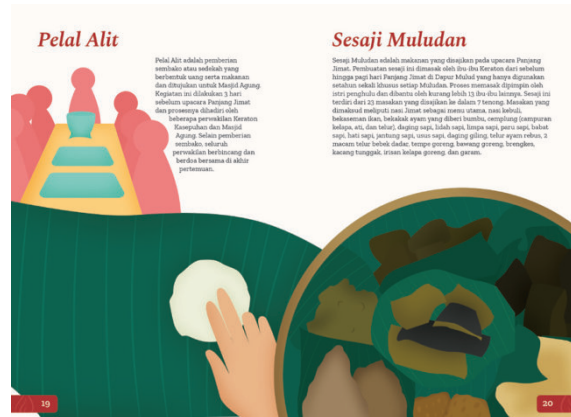 Pelal Alit
Pelal Alit adalah pemberian
sembako atau sedekah yang
berbentuk uang serta makanan
dan ditujukan untuk Masjid Agung.
Kegiatan ini dilakukan 3 hari
sebelum upacara Panjang Jimat
dan prosesnya dihadiri oleh
beberapa perwakilan Keraton
Kasepuhan dan Masjid
Agung. Selain pemberian
sembako, seluruh
perwakilan berbincang dan
berdoa bersama di akhir
pertemuan.
19
Sesaji Muludan
Sesaji Muludan adalah makanan yang disajikan pada upacara Panjang
Jimat. Pembuatan sesaji ini dimasak oleh ibu-ibu Keraton dari sebelum
hingga pagi hari Panjang Jimat di Dapur Mulud yang hanya digunakan
setahun sekali khusus setiap Muludan. Proses memasak dipimpin oleh
istri penghulu dan dibantu oleh kurang lebih 13 ibu-ibu lainnya. Sesaji ini
terdiri dari 23 masakan yang disajikan ke dalam 7 tenong. Masakan yang
dimaksud meliputi nasi Jimat sebagai menu utama, nasi kebuli,
bekaseman ikan, bekakak ayam yang diberi bumbu, cemplung (campuran
kelapa, ati, dan telur), daging sapi, lidah sapi, limpa sapi, paru sapi, babat
sapi, hati sapi, jantung sapi, usus sapi, daging giling, telur ayam rebus, 2
macam telur bebek dadar, tempe goreng, bawang goreng, brengkes,
kacang tunggak, irisan kelapa goreng, dan garam.
20